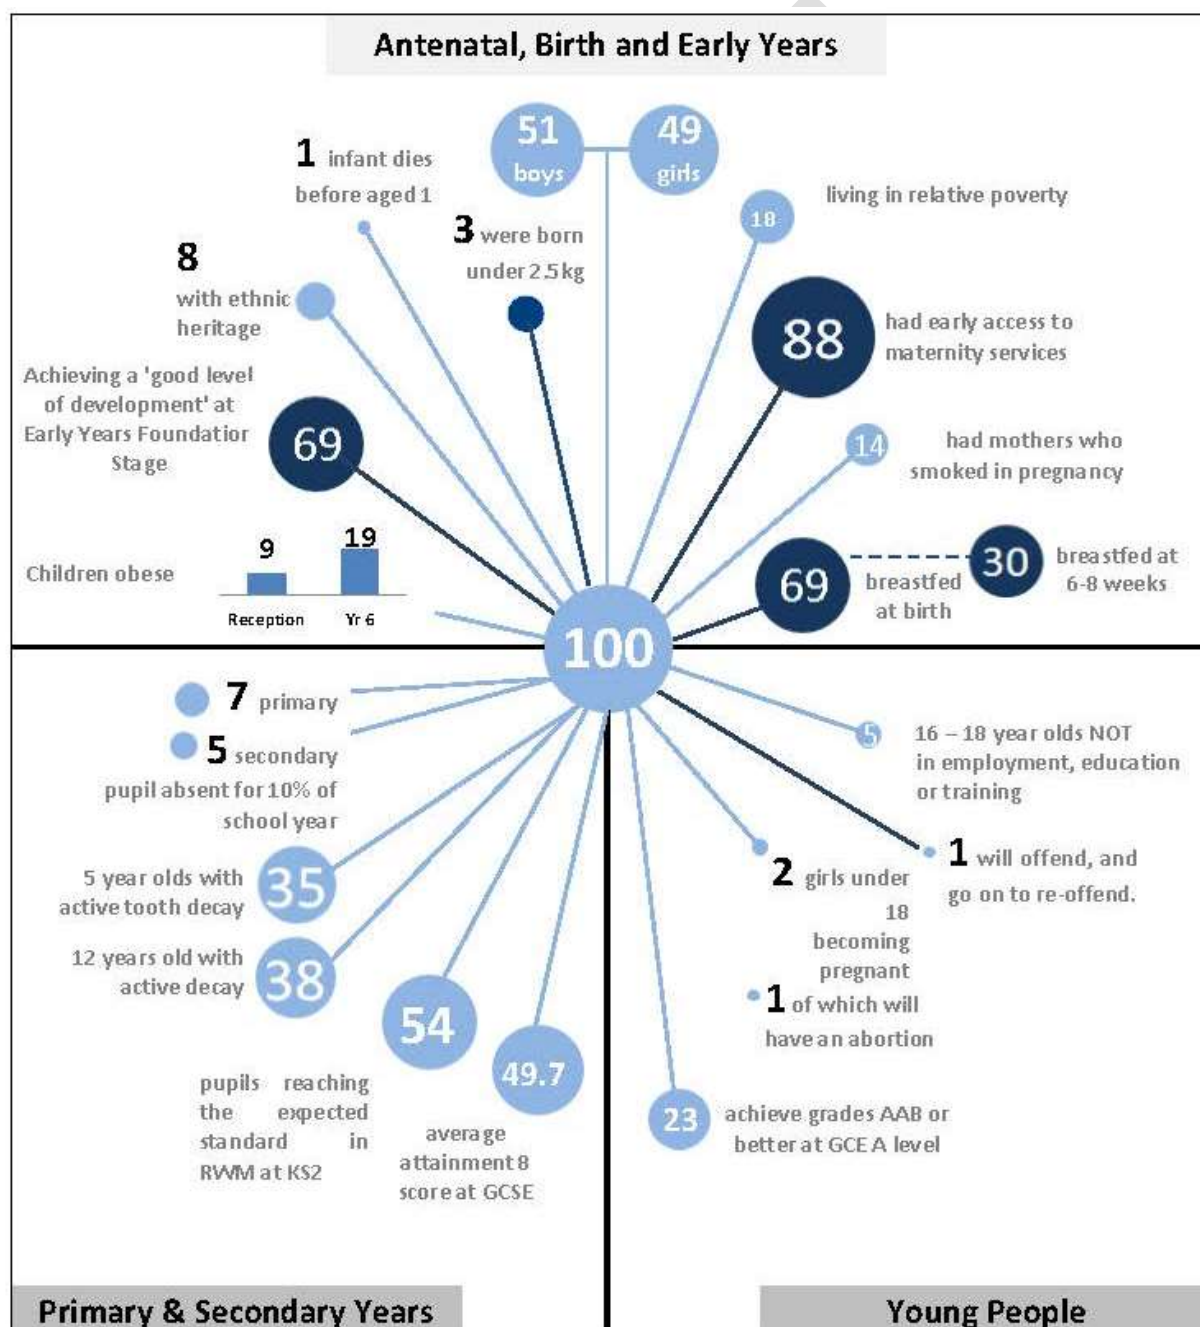 Antenatal, Birth and Early Years
51
boys
49
girls
1 infant dies
before aged 1
3 were born
under 2.5kg
8
with ethnic
heritage
18
living in relative poverty
88
had early access to
maternity services
Achieving a 'good level
of development' at
Early Years Foundatior
Stage
69
14
had mothers who
smoked in pregnancy
Children obese
9
19
Reception
Yr 6
69
breastfed
at birth
30
breastfed at
6-8 weeks
100
7 primary
5 secondary
pupil absent for 10% of
school year
5 year olds with
active tooth decay
35
12 years old with
active decay
38
54
pupils reaching
the expected
standard in
RWM at KS2
49.7
average
attainment 8
score at GCSE
5
16 – 18 year olds NOT
in employment, education
or training
1 will offend, and
go on to re-offend.
2 girls under
18
becoming
pregnant
1 of which will
have an abortion
23
achieve grades AAB or
better at GCE A level
Primary & Secondary Years
Young People